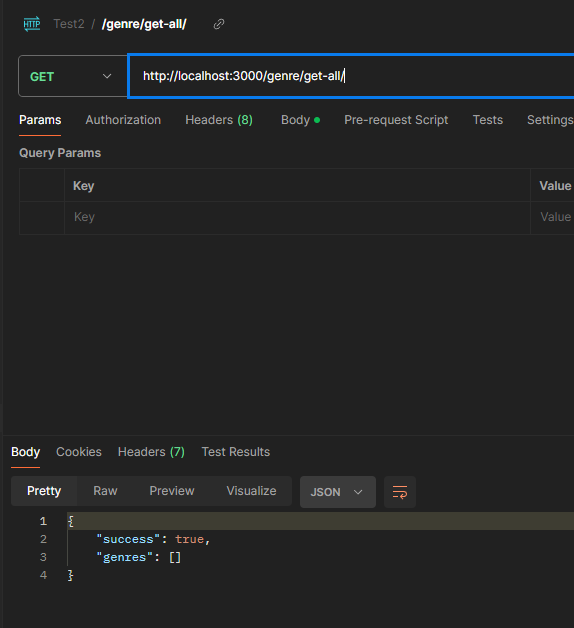 HTTP Test2 / /genre/get-all/
GET http://localhost:3000/genre/get-all/
Params Authorization Headers (8) Body Pre-request Script Tests Settings
Query Params
Key Value
Key Value
Body Cookies Headers (7) Test Results
Pretty Raw Preview Visualize JSON
1 {
2 "success": true,
3 "genres": []
4 }